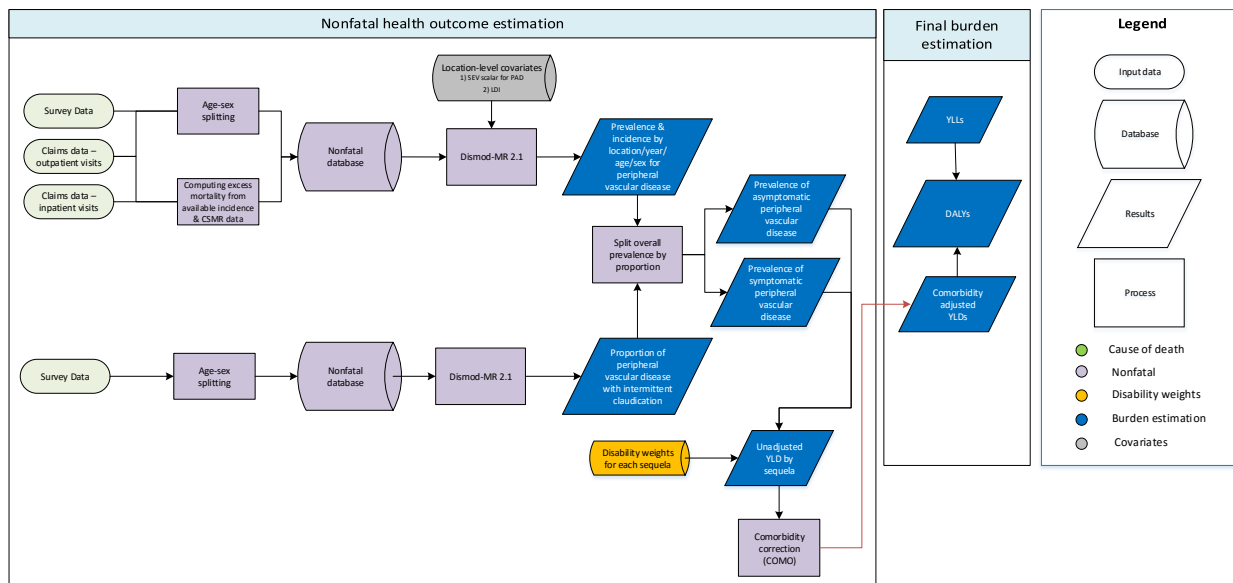 Nonfatal health outcome estimation
Final burden
estimation
Legend
Location-level covariates
1) SEV scalar for PAD
2) LDI
Survey Data
Claims data –
outpatient visits
Claims data –
inpatient visits
Age-sex
splitting
Computing excess
mortality from
available incidence
& CSMR data
Nonfatal
database
Dismod-MR 2.1
Prevalence &
incidence by
location/year/
age/sex for
peripheral
vascular disease
Split overall
prevalence by
proportion
Prevalence of
asymptomatic
peripheral vascular
disease
Prevalence of
symptomatic
peripheral
vascular
disease
Survey Data
Age-sex
splitting
Nonfatal
database
Dismod-MR 2.1
Proportion of
peripheral
vascular disease
with intermittent
claudication
Disability weights
for each sequela
Unadjusted
YLD by
sequela
Comorbidity
correction
(COMO)
YLLs
DALYs
Comorbidity
adjusted
YLDs
Input data
Database
Results
Process
Cause of death
Nonfatal
Disability weights
Burden estimation
Covariates